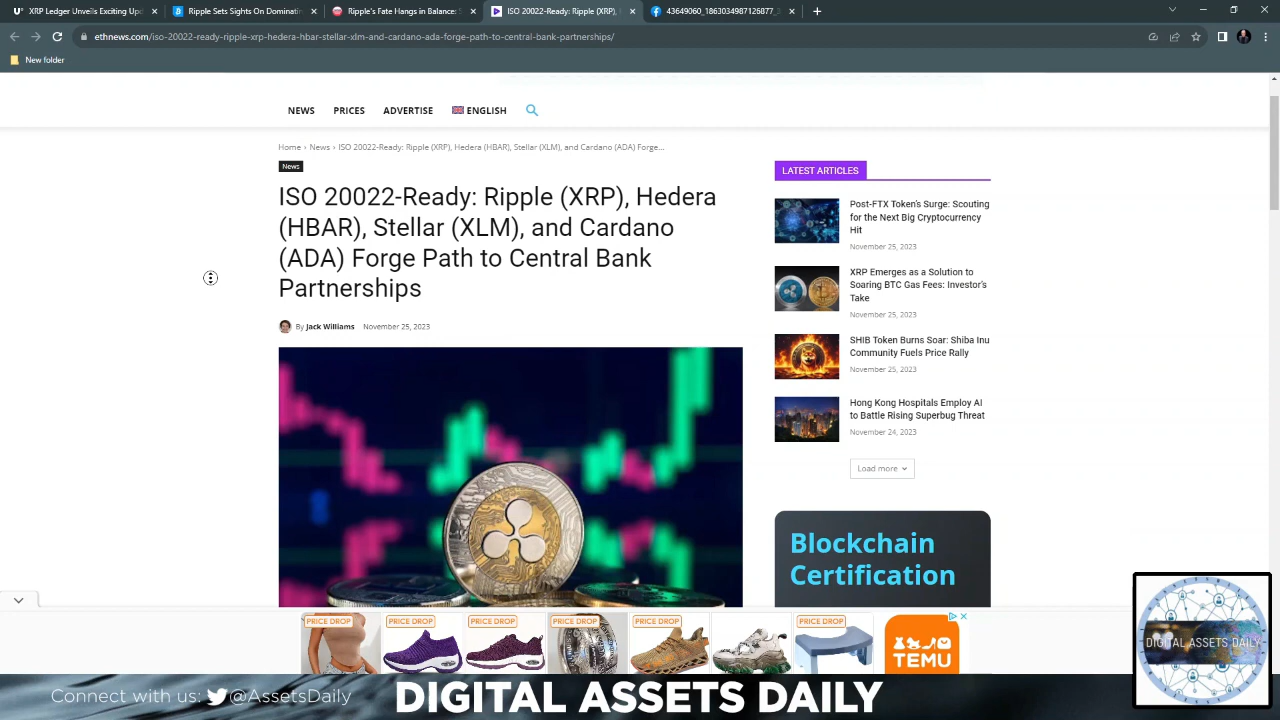 XRP Ledger Unveils Exciting Up
Ripple Sets Sights On Dominatin
Ripple's Fate Hangs in Balance: S
ISO 20022-Ready: Ripple (XRP), H
43649060_1863034987128077_3
ethnews.com/iso-20022-ready-ripple-xrp-hedera-hbar-stellar-xlm-and-cardano-ada-forge-path-to-central-bank-partnerships/
New folder
NEWS PRICES ADVERTISE ENGLISH
Home › News › ISO 20022-Ready: Ripple (XRP), Hedera (HBAR), Stellar (XLM), and Cardano (ADA) Forge...
News
ISO 20022-Ready: Ripple (XRP), Hedera
(HBAR), Stellar (XLM), and Cardano
(ADA) Forge Path to Central Bank
Partnerships
By Jack Williams November 25, 2023
LATEST ARTICLES
Post-FTX Token's Surge: Scouting
for the Next Big Cryptocurrency
Hit
November 25, 2023
XRP Emerges as a Solution to
Soaring BTC Gas Fees: Investor's
Take
November 25, 2023
SHIB Token Burns Soar: Shiba Inu
Community Fuels Price Rally
November 25, 2023
Hong Kong Hospitals Employ AI
to Battle Rising Superbug Threat
November 24, 2023
Load more
Blockchain
Certification
PRICE DROP
PRICE DROP
PRICE DROP
PRICE DROP
PRICE DROP
PRICE DROP
TEMU
DIGITAL ASSETS DAILY
Connect with us: @AssetsDaily
DIGITAL ASSETS DAILY